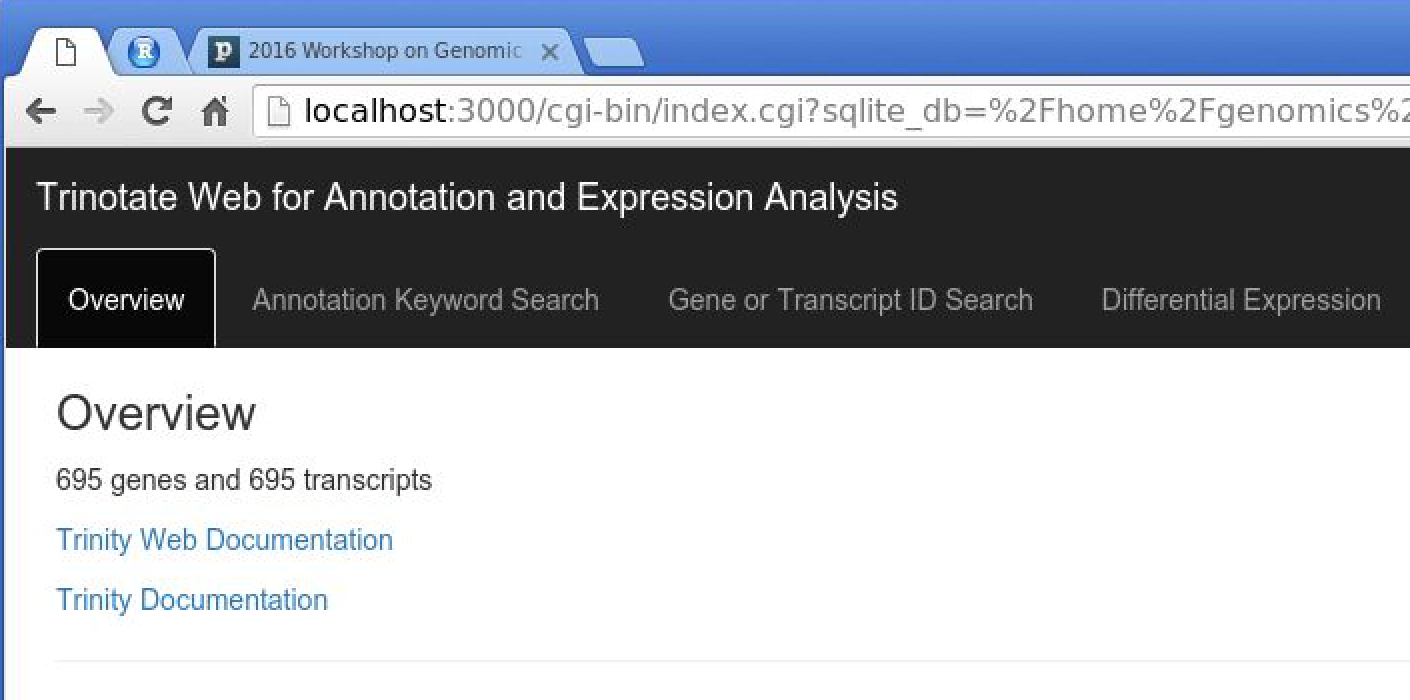 R
P 2016 Workshop on Genomic
localhost:3000/cgi-bin/index.cgi?sqlite_db=%2Fhome%2Fgenomics%2
Trinotate Web for Annotation and Expression Analysis
Overview Annotation Keyword Search Gene or Transcript ID Search Differential Expression
Overview
695 genes and 695 transcripts
Trinity Web Documentation
Trinity Documentation